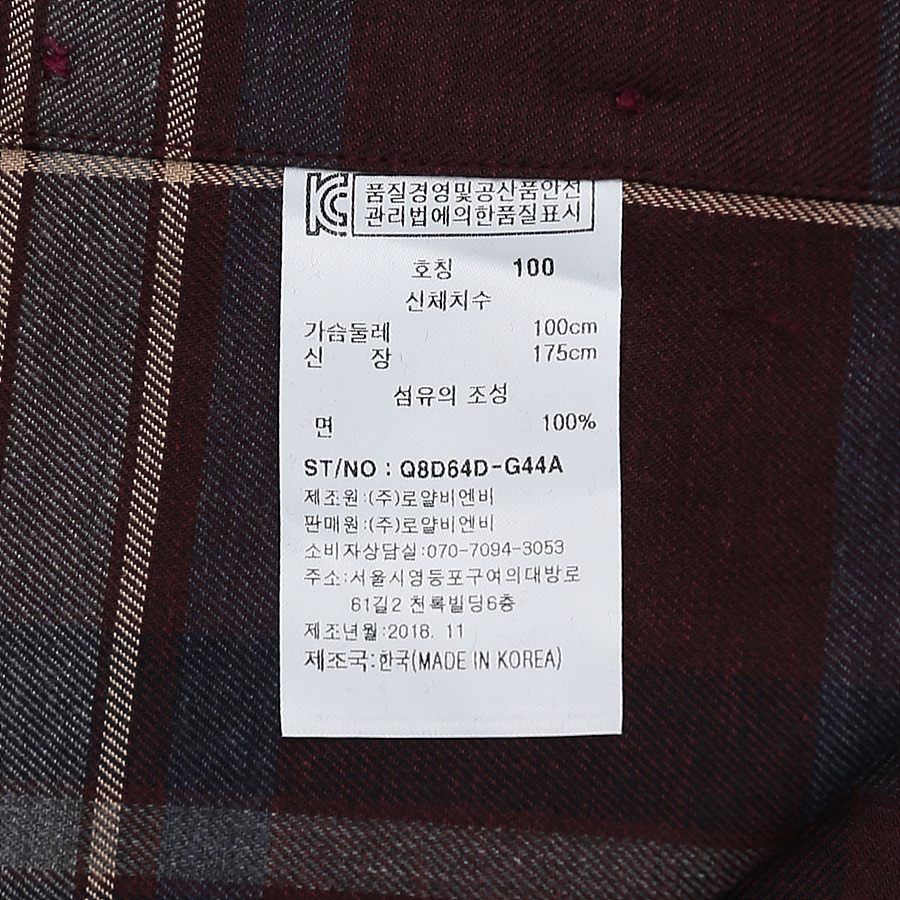 KC 품질경영및공산품안전
관리법에의한품질표시
호칭 100
신체치수
가슴둘레 100cm
신 장 175cm
섬유의 조성
면 100%
ST/NO : Q8D64D-G44A
제조원:(주)로얄비엔비
판매원:(주)로얄비엔비
소비자상담실:070-7094-3053
주소:서울시영등포구여의대방로
61길2 천록빌딩6층
제조년월:2018. 11
제조국:한국(MADE IN KOREA)